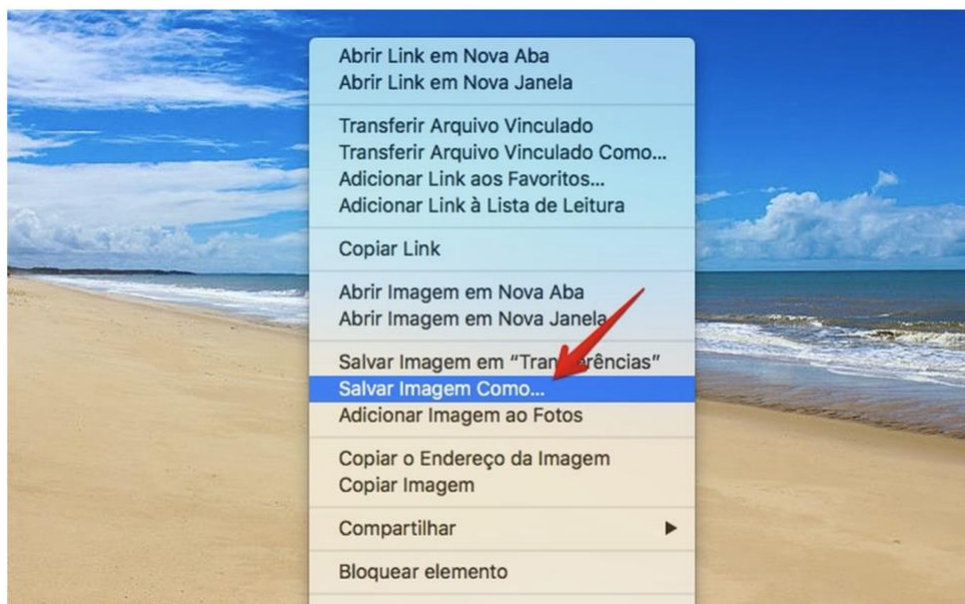 Abrir Link em Nova Aba
Abrir Link em Nova Janela
Transferir Arquivo Vinculado
Transferir Arquivo Vinculado Como...
Adicionar Link aos Favoritos...
Adicionar Link à Lista de Leitura
Copiar Link
Abrir Imagem em Nova Aba
Abrir Imagem em Nova Janela
Salvar Imagem em “Transferências”
Salvar Imagem Como...
Adicionar Imagem ao Fotos
Copiar o Endereço da Imagem
Copiar Imagem
Compartilhar
Bloquear elemento